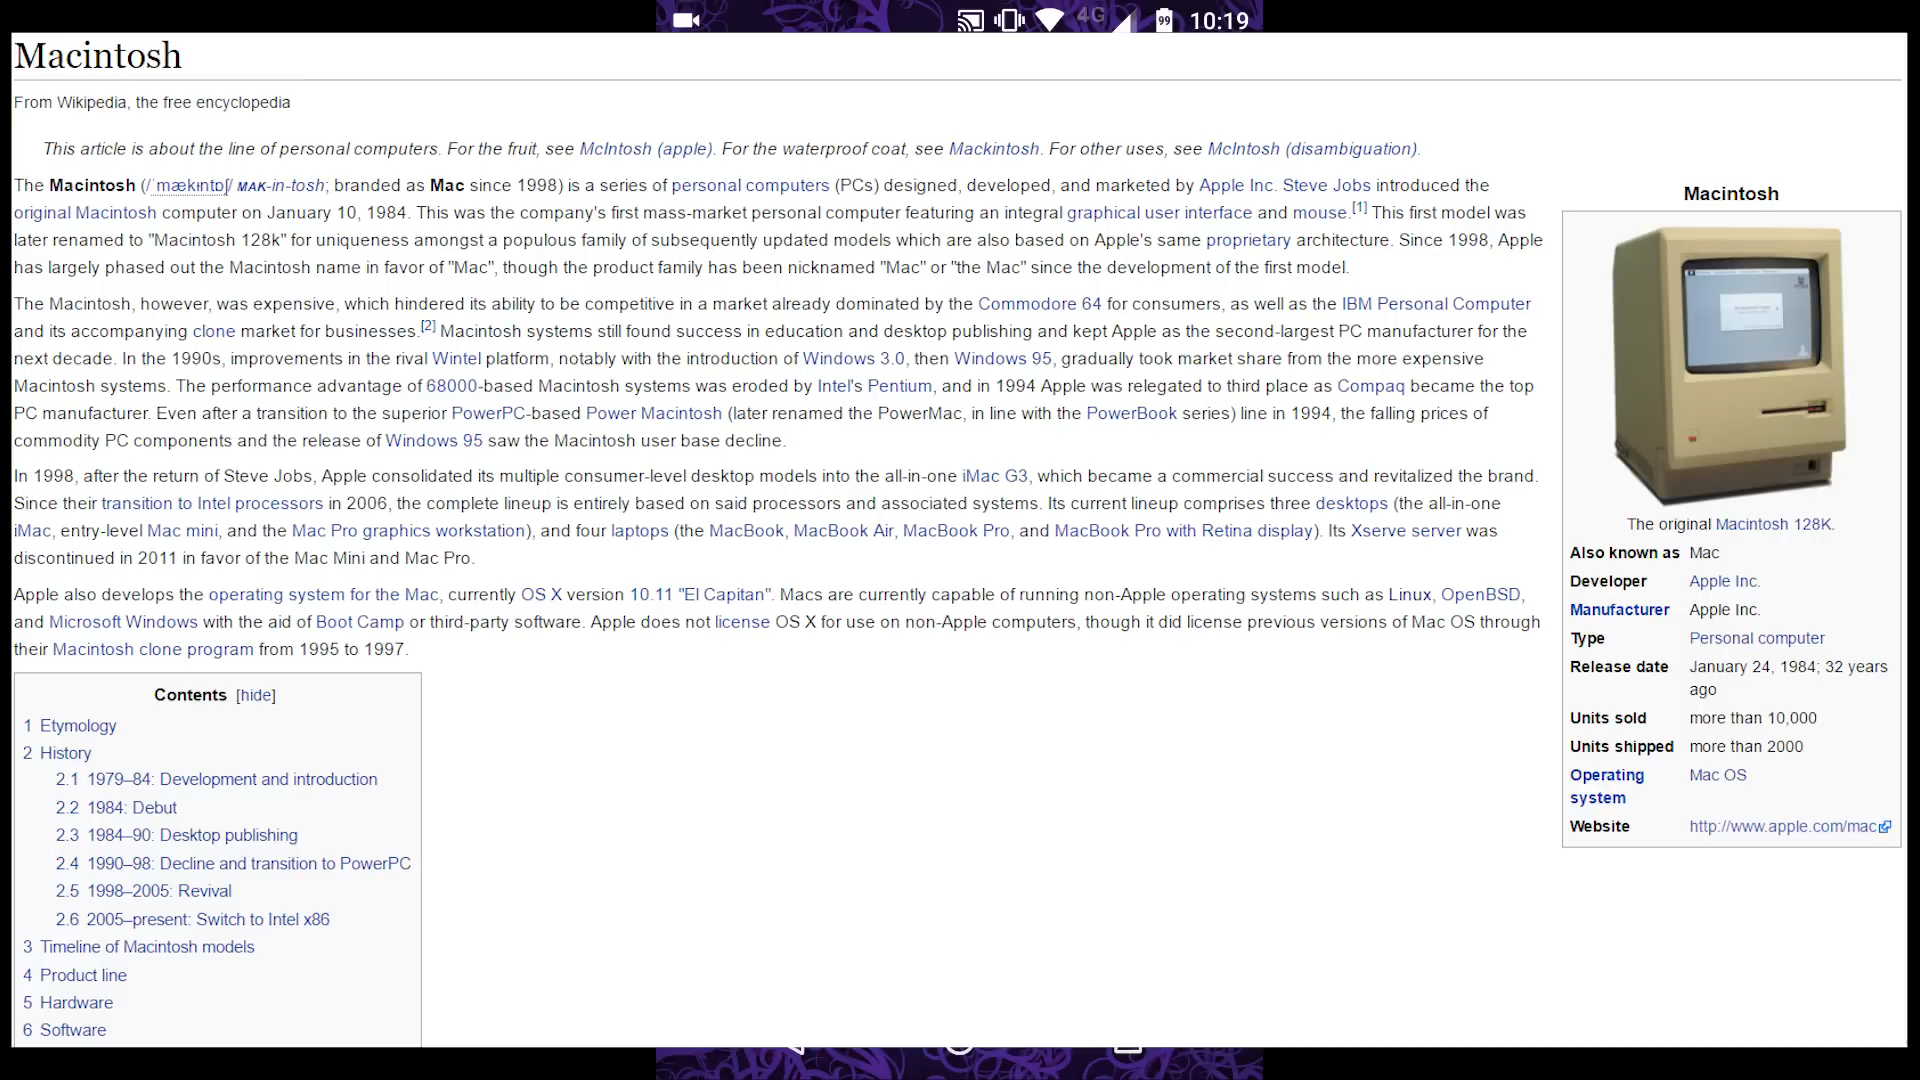 4G 99 10:19
Macintosh
From Wikipedia, the free encyclopedia
This article is about the line of personal computers. For the fruit, see McIntosh (apple). For the waterproof coat, see Mackintosh. For other uses, see McIntosh (disambiguation).
The Macintosh (/ˈmækɪntɒʃ/ MAK-in-tosh; branded as Mac since 1998) is a series of personal computers (PCs) designed, developed, and marketed by Apple Inc. Steve Jobs introduced the
original Macintosh computer on January 10, 1984. This was the company's first mass-market personal computer featuring an integral graphical user interface and mouse.[1] This first model was
later renamed to "Macintosh 128k" for uniqueness amongst a populous family of subsequently updated models which are also based on Apple's same proprietary architecture. Since 1998, Apple
has largely phased out the Macintosh name in favor of "Mac", though the product family has been nicknamed "Mac" or "the Mac" since the development of the first model.
The Macintosh, however, was expensive, which hindered its ability to be competitive in a market already dominated by the Commodore 64 for consumers, as well as the IBM Personal Computer
and its accompanying clone market for businesses.[2] Macintosh systems still found success in education and desktop publishing and kept Apple as the second-largest PC manufacturer for the
next decade. In the 1990s, improvements in the rival Wintel platform, notably with the introduction of Windows 3.0, then Windows 95, gradually took market share from the more expensive
Macintosh systems. The performance advantage of 68000-based Macintosh systems was eroded by Intel's Pentium, and in 1994 Apple was relegated to third place as Compaq became the top
PC manufacturer. Even after a transition to the superior PowerPC-based Power Macintosh (later renamed the PowerMac, in line with the PowerBook series) line in 1994, the falling prices of
commodity PC components and the release of Windows 95 saw the Macintosh user base decline.
In 1998, after the return of Steve Jobs, Apple consolidated its multiple consumer-level desktop models into the all-in-one iMac G3, which became a commercial success and revitalized the brand.
Since their transition to Intel processors in 2006, the complete lineup is entirely based on said processors and associated systems. Its current lineup comprises three desktops (the all-in-one
iMac, entry-level Mac mini, and the Mac Pro graphics workstation), and four laptops (the MacBook, MacBook Air, MacBook Pro, and MacBook Pro with Retina display). Its Xserve server was
discontinued in 2011 in favor of the Mac Mini and Mac Pro.
Apple also develops the operating system for the Mac, currently OS X version 10.11 "El Capitan". Macs are currently capable of running non-Apple operating systems such as Linux, OpenBSD,
and Microsoft Windows with the aid of Boot Camp or third-party software. Apple does not license OS X for use on non-Apple computers, though it did license previous versions of Mac OS through
their Macintosh clone program from 1995 to 1997.
Contents [hide]
1 Etymology
2 History
2.1 1979–84: Development and introduction
2.2 1984: Debut
2.3 1984–90: Desktop publishing
2.4 1990–98: Decline and transition to PowerPC
2.5 1998–2005: Revival
2.6 2005–present: Switch to Intel x86
3 Timeline of Macintosh models
4 Product line
5 Hardware
6 Software
Macintosh
The original Macintosh 128K.
Also known as Mac
Developer Apple Inc.
Manufacturer Apple Inc.
Type Personal computer
Release date January 24, 1984; 32 years
ago
Units sold more than 10,000
Units shipped more than 2000
Operating Mac OS
system
Website http://www.apple.com/mac